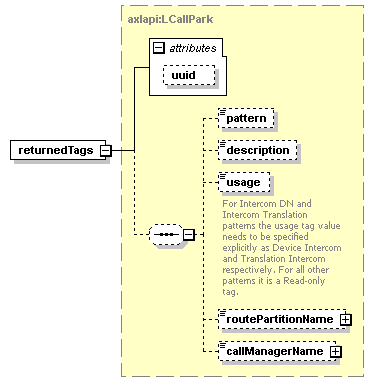 axlapi:LCallPark
attributes
uuid
returnedTags
pattern
description
usage
For Intercom DN and
Intercom Translation
patterns the usage tag value
needs to be specified
explicitly as Device Intercom
and Translation Intercom
respectively. For all other
patterns it is a Read-only
tag.
routePartitionName
callManagerName